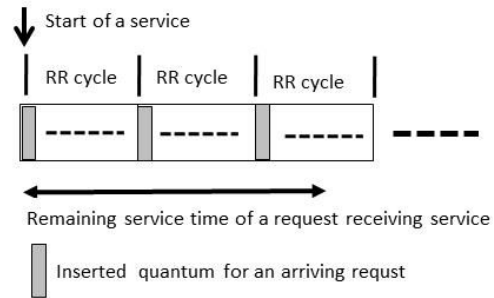 Start of a service
RR cycle RR cycle RR cycle
Remaining service time of a request receiving service
Inserted quantum for an arriving requst